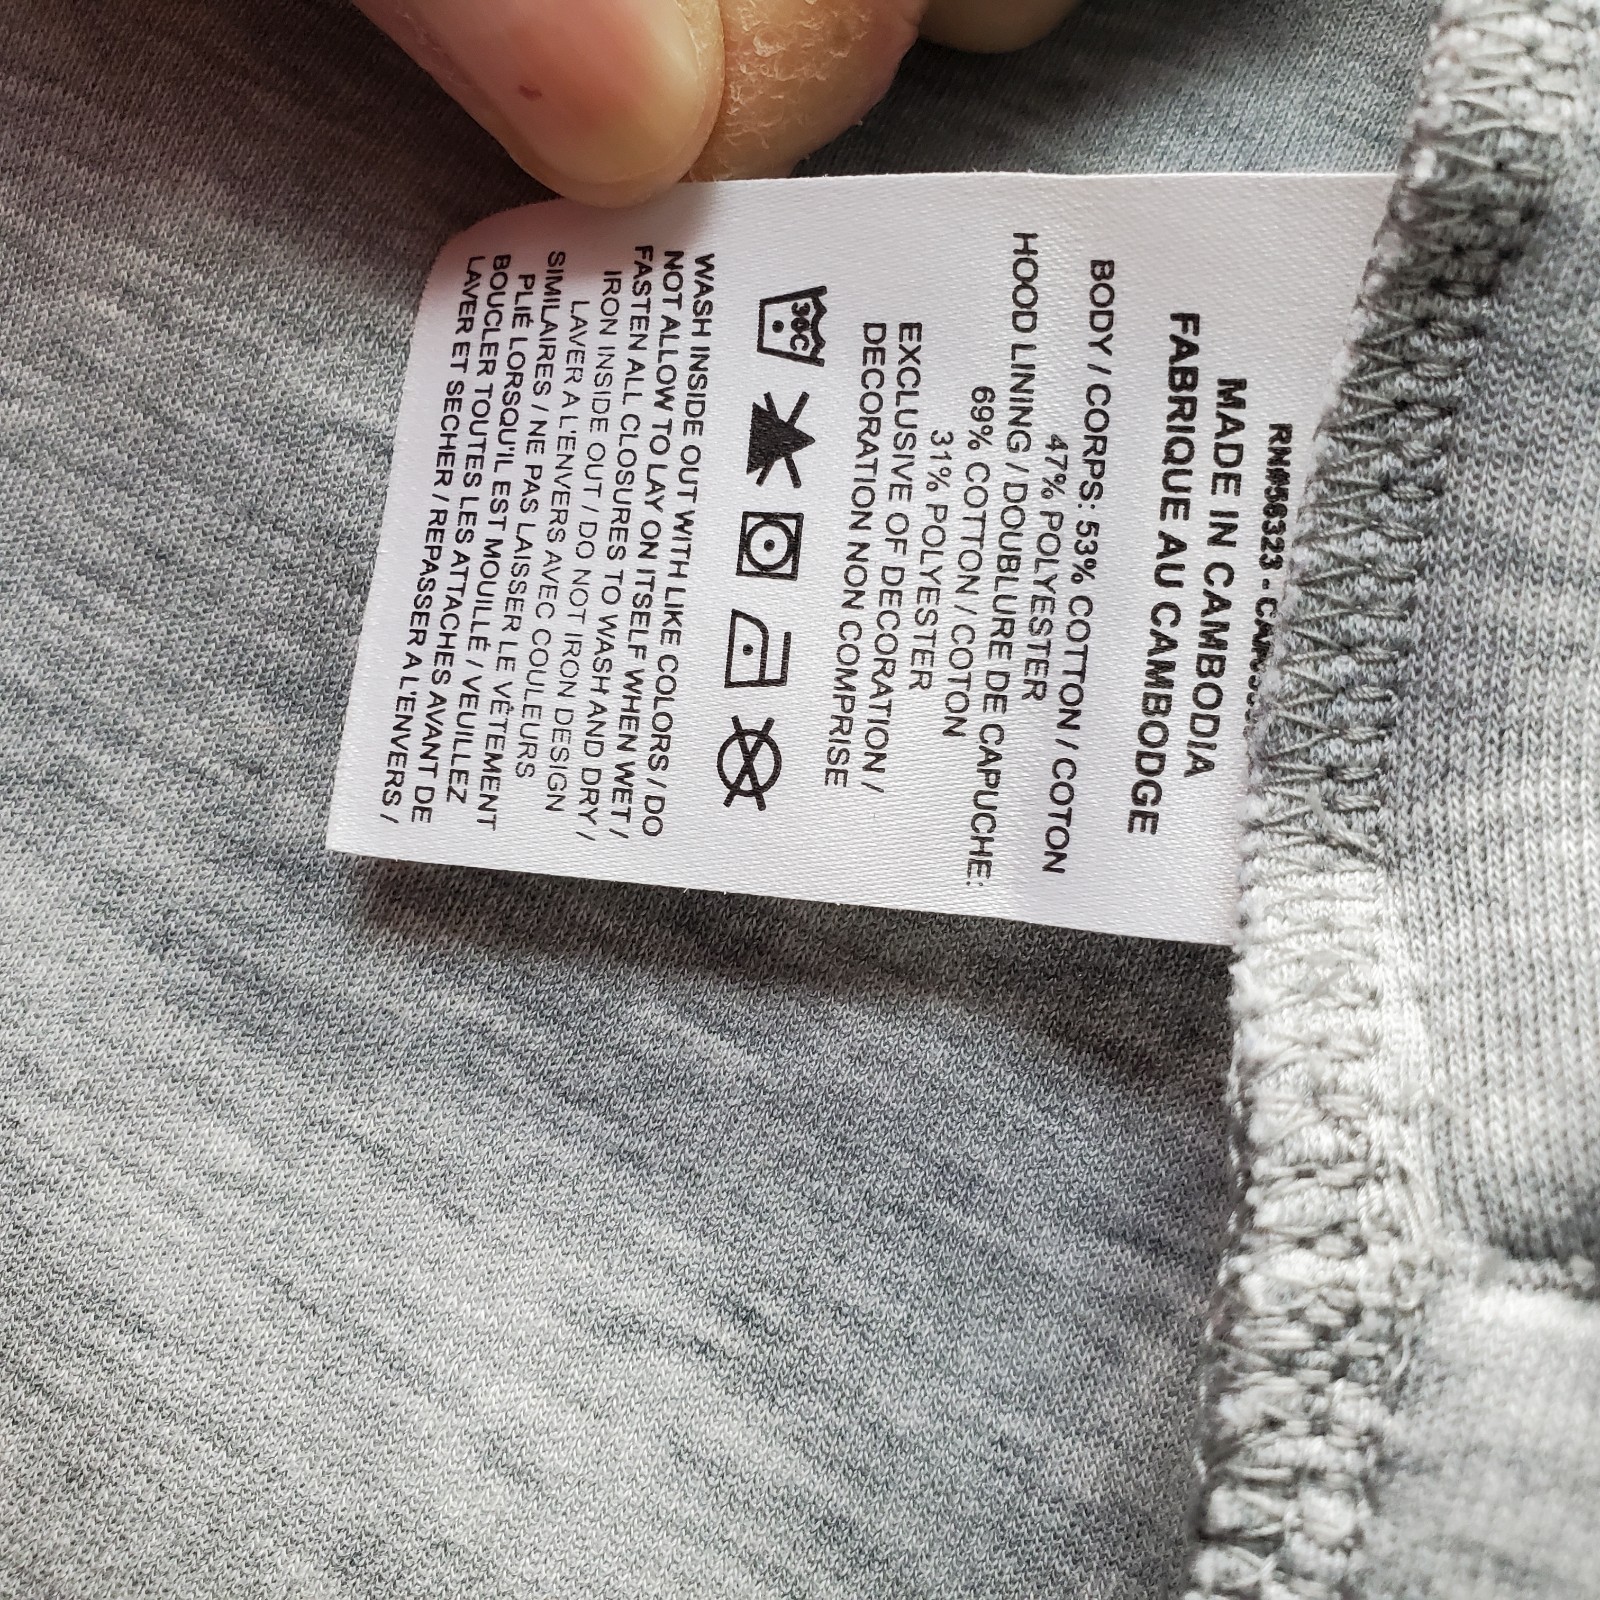 RN#56323 -
MADE IN CAMBODIA
FABRIQUE AU CAMBODGE
BODY / CORPS: 53% COTTON / COTON
47% POLYESTER
HOOD LINING / DOUBLURE DE CAPUCHE:
69% COTTON / COTON
31% POLYESTER
EXCLUSIVE OF DECORATION /
DECORATION NON COMPRISE
30C
WASH INSIDE OUT WITH LIKE COLORS / DO
NOT ALLOW TO LAY ON ITSELF WHEN WET /
FASTEN ALL CLOSURES TO WASH AND DRY /
IRON INSIDE OUT / DO NOT IRON DESIGN
LAVER A L'ENVERS AVEC COULEURS
SIMILAIRES / NE PAS LAISSER LE VÊTEMENT
PLIÉ LORSQU'IL EST MOUILLÉ / VEUILLEZ
BOUCLER TOUTES LES ATTACHES AVANT DE
LAVER ET SECHER / REPASSER A L'ENVERS /